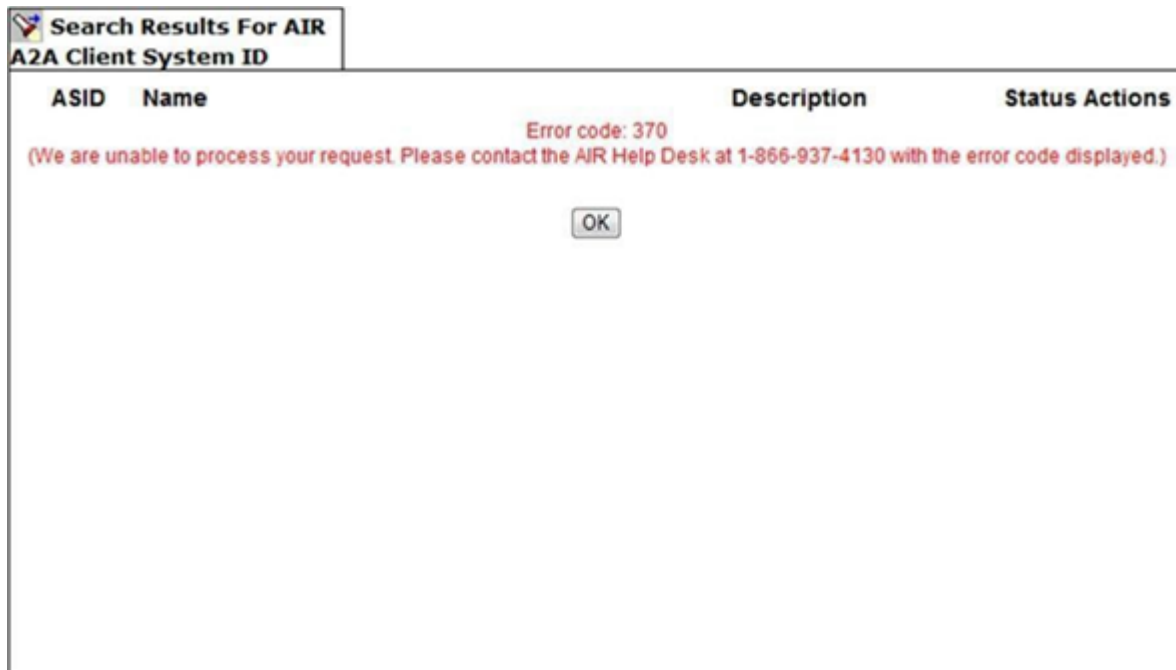 Search Results For AIR
A2A Client System ID
ASID Name Description Status Actions
Error code: 370
(We are unable to process your request. Please contact the AIR Help Desk at 1-866-937-4130 with the error code displayed.)
OK